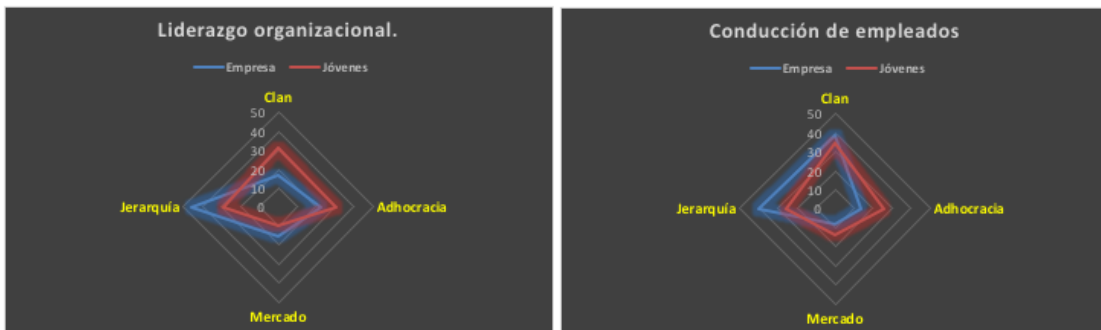 Liderazgo organizacional.
Empresa Jóvenes
Clan
50
40
30
20
10
0
Jerarquía
Adhocracia
Mercado
Conducción de empleados
Empresa Jóvenes
Clan
50
40
30
20
10
0
Jerarquía
Adhocracia
Mercado